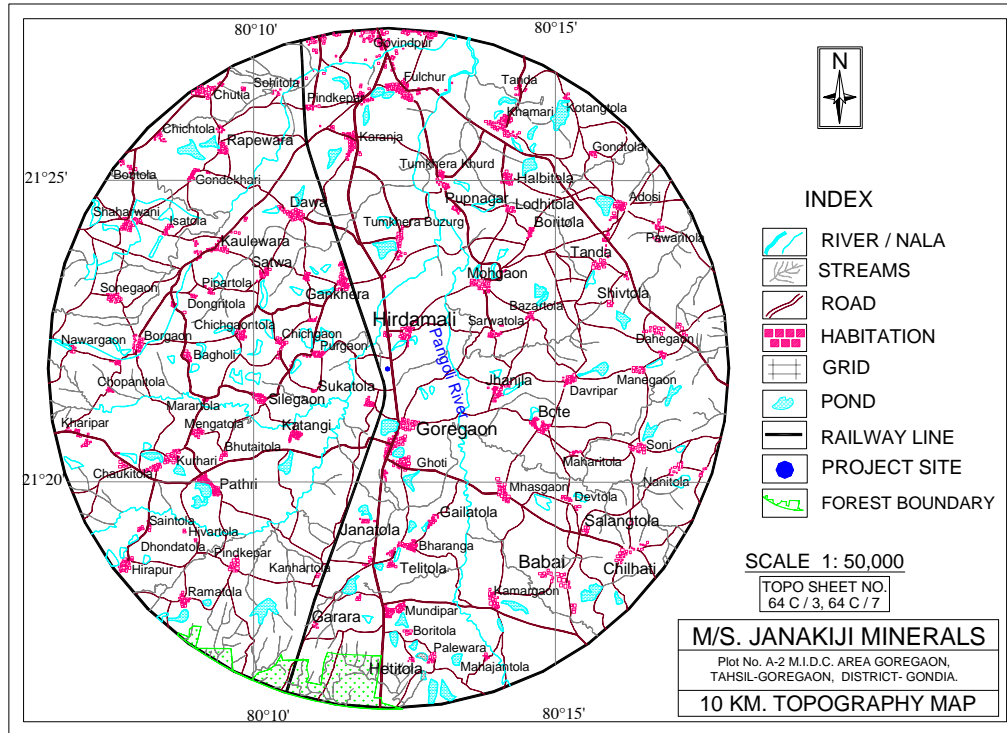 80°10'
80°15'
Govindpur
Sohitola
Fulchur
Tanda
Chutia
Pindkepar
Kotangtola
Khamari
Chichtola
Rapewara
Karanja
Gondtola
Tumkhera Khurd
21°25'
Boritola
Gondekhari
Halbitola
Rupnagar
Adosi
Dawa
Lodhitola
Shaharwani
Isatola
Tumkhera Buzurg
Boritola
Pawantola
Kaulewara
Tanda
Satwa
Mohgaon
Sonegaon
Pipartola
Gankhera
Shivtola
Dongritola
Bazartola
Hirdamali
Chichgaontola
Chichgaon
Sarwatola
Nawargaon
Borgaon
Purgaon
Dahegaon
Bagholi
Pangoli River
Chopanitola
Sukatola
Jhanjia
Manegaon
Davripar
Maratola
Silegaon
Kharipar
Mengatola
Katangi
Goregaon
Bote
Bhutaitola
Soni
Kuthari
Ghoti
Maharitola
Chaukitola
21°20'
Pathri
Mhasgaon
Nanitola
Devtola
Saintola
Gailatola
Hivartola
Janatola
Salangtola
Dhondatola
Pindkepar
Bharanga
Hirapur
Kanhartola
Telitola
Babai
Chilhati
Ramatola
Kamargaon
Garara
Mundipar
Boritola
Palewara
Hetitola
Mahajantola
80°10'
80°15'
N
INDEX
RIVER / NALA
STREAMS
ROAD
HABITATION
GRID
POND
RAILWAY LINE
PROJECT SITE
FOREST BOUNDARY
SCALE 1: 50,000
TOPO SHEET NO.
64 C / 3, 64 C / 7
M/S. JANAKIJI MINERALS
Plot No. A-2 M.I.D.C. AREA GOREGAON,
TAHSIL-GOREGAON, DISTRICT- GONDIA.
10 KM. TOPOGRAPHY MAP